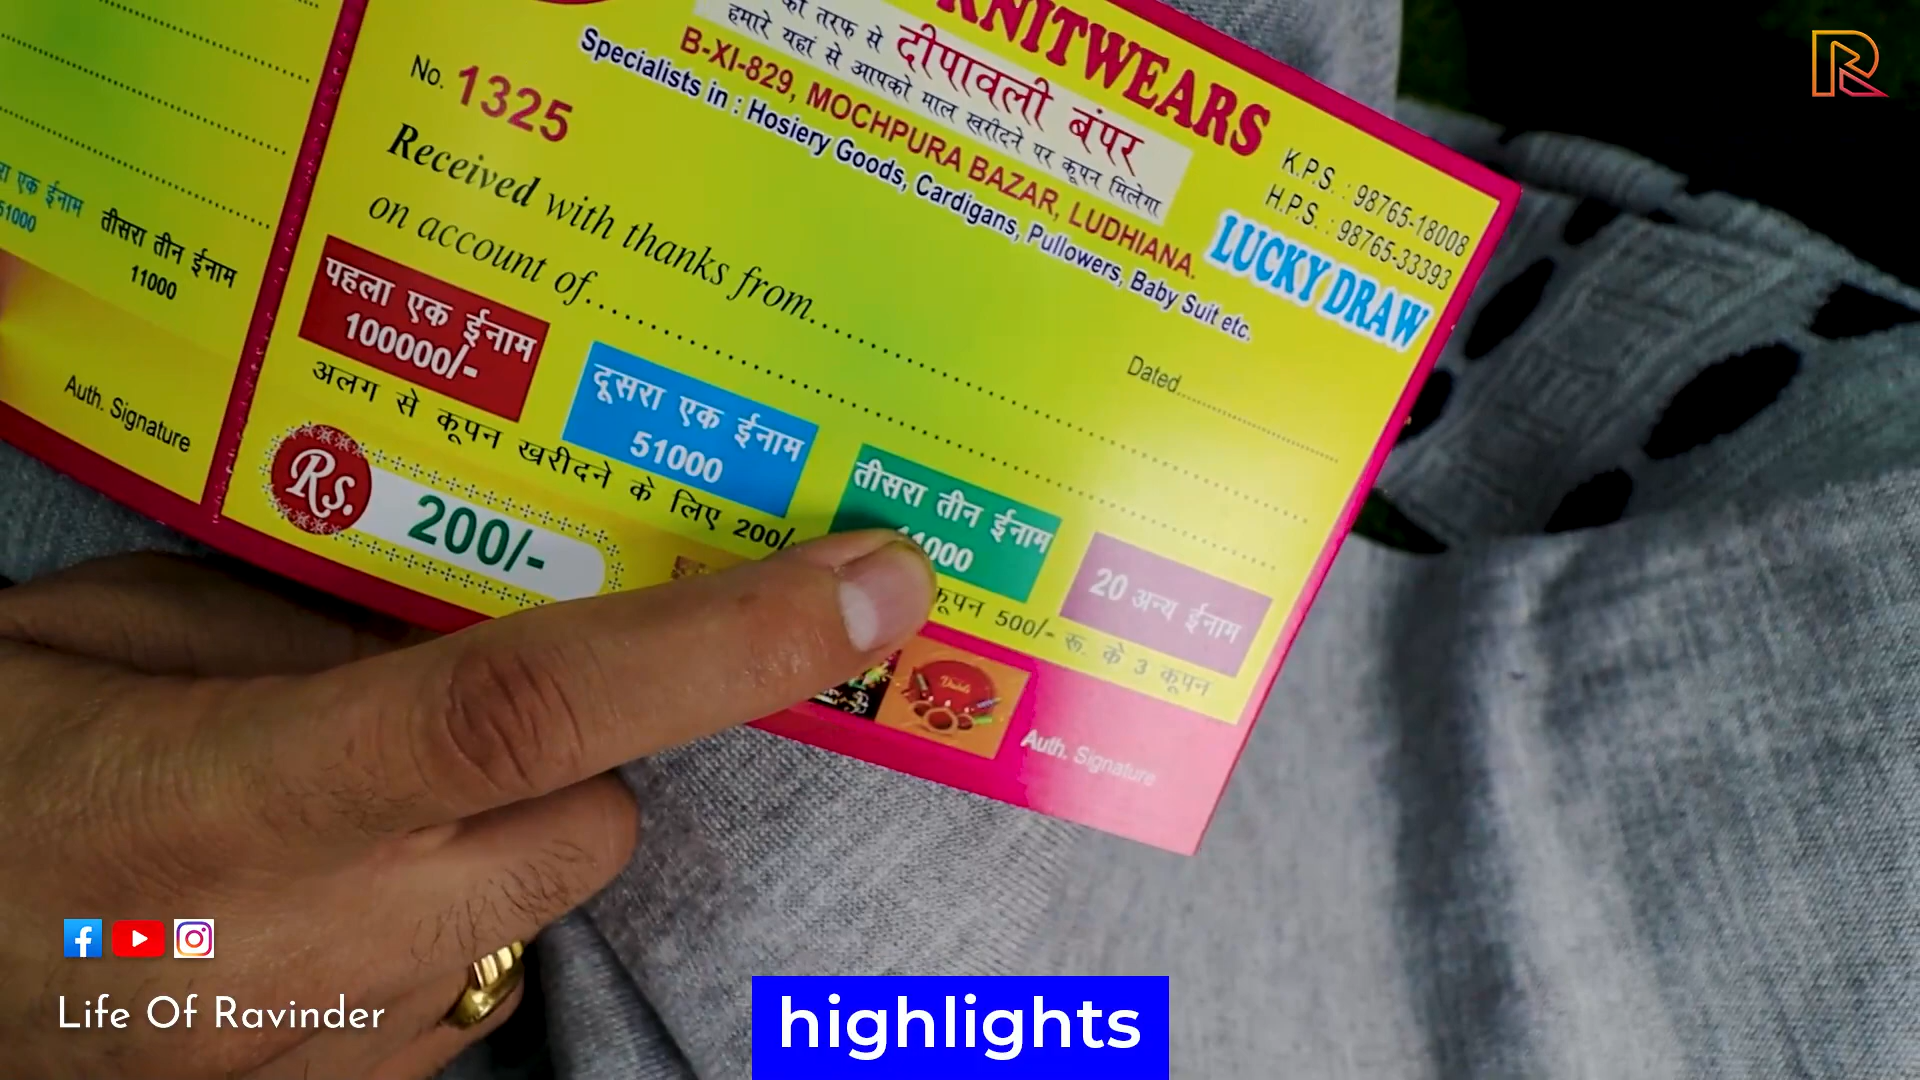 KNITWEARS
की तरफ से दीपावली बंपर
हमारे यहां से आपको माल खरीदने पर कूपन मिलेगा
B-XI-829, MOCHPURA BAZAR, LUDHIANA.
Specialists in : Hosiery Goods, Cardigans, Pullowers, Baby Suit etc.
K.P.S. : 98765-18008
H.P.S. : 98765-33393
LUCKY DRAW
No. 1325
Received with thanks from
on account of
Dated
पहला एक ईनाम
100000/-
दूसरा एक ईनाम
51000
तीसरा तीन ईनाम
11000
20 अन्य ईनाम
अलग से कूपन खरीदने के लिए 200/-
कूपन 500/- रू. के 3 कूपन
Rs. 200/-
Auth. Signature
रा एक ईनाम
51000
तीसरा तीन ईनाम
11000
Auth. Signature
Life Of Ravinder
highlights